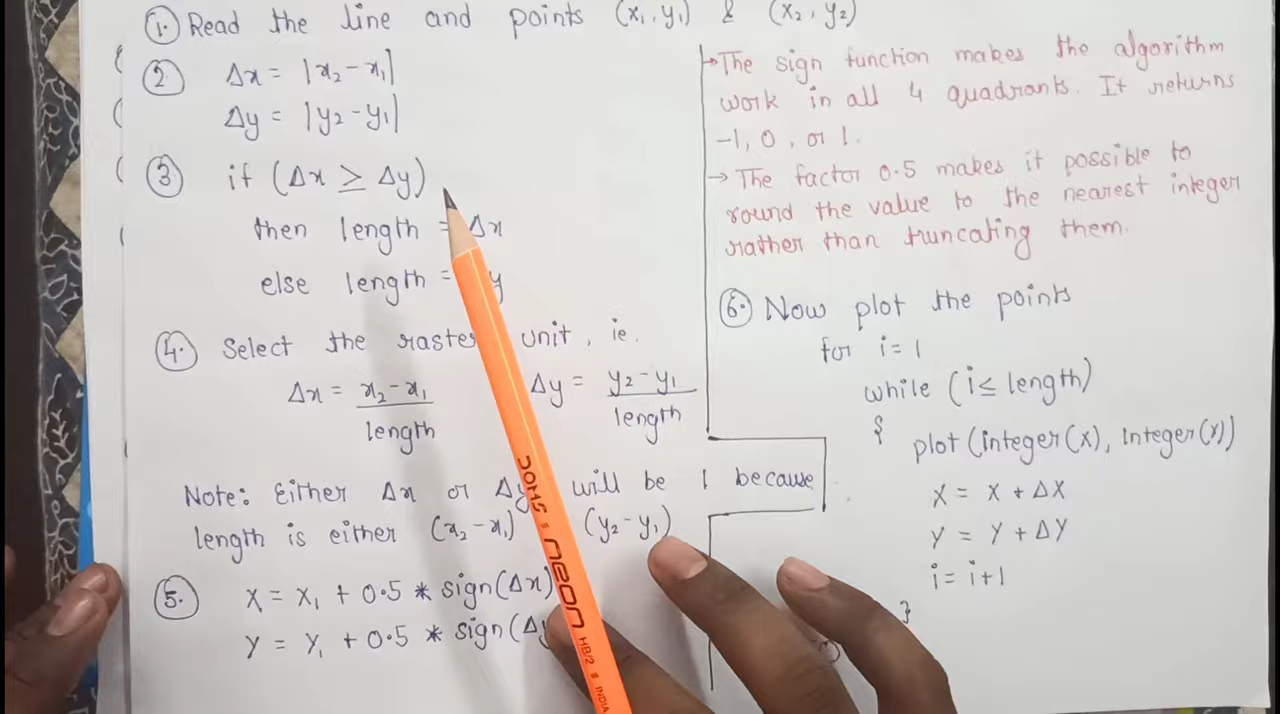 1. Read the line and points (x₁, y₁) & (x₂, y₂)
2. Δx = |x₂ - x₁|
Δy = |y₂ - y₁|
3. if (Δx ≥ Δy)
then length = Δx
else length = y
4. Select the raster unit, ie.
Δx = x₂ - x₁ / length Δy = y₂ - y₁ / length
Note: Either Δx or Δy will be 1 because
length is either (x₂ - x₁) (y₂ - y₁)
5. X = x₁ + 0.5 * sign(Δx)
Y = Y₁ + 0.5 * sign(Δy
→ The sign function makes the algorithm
work in all 4 quadrants. It returns
-1, 0, or 1.
→ The factor 0.5 makes it possible to
round the value to the nearest integer
rather than truncating them.
6. Now plot the points
for i = 1
while (i ≤ length)
{
plot (integer(x), Integer(Y))
X = X + ΔX
Y = Y + ΔY
i = i + 1
}
DOMS neon HB/2 INDIA